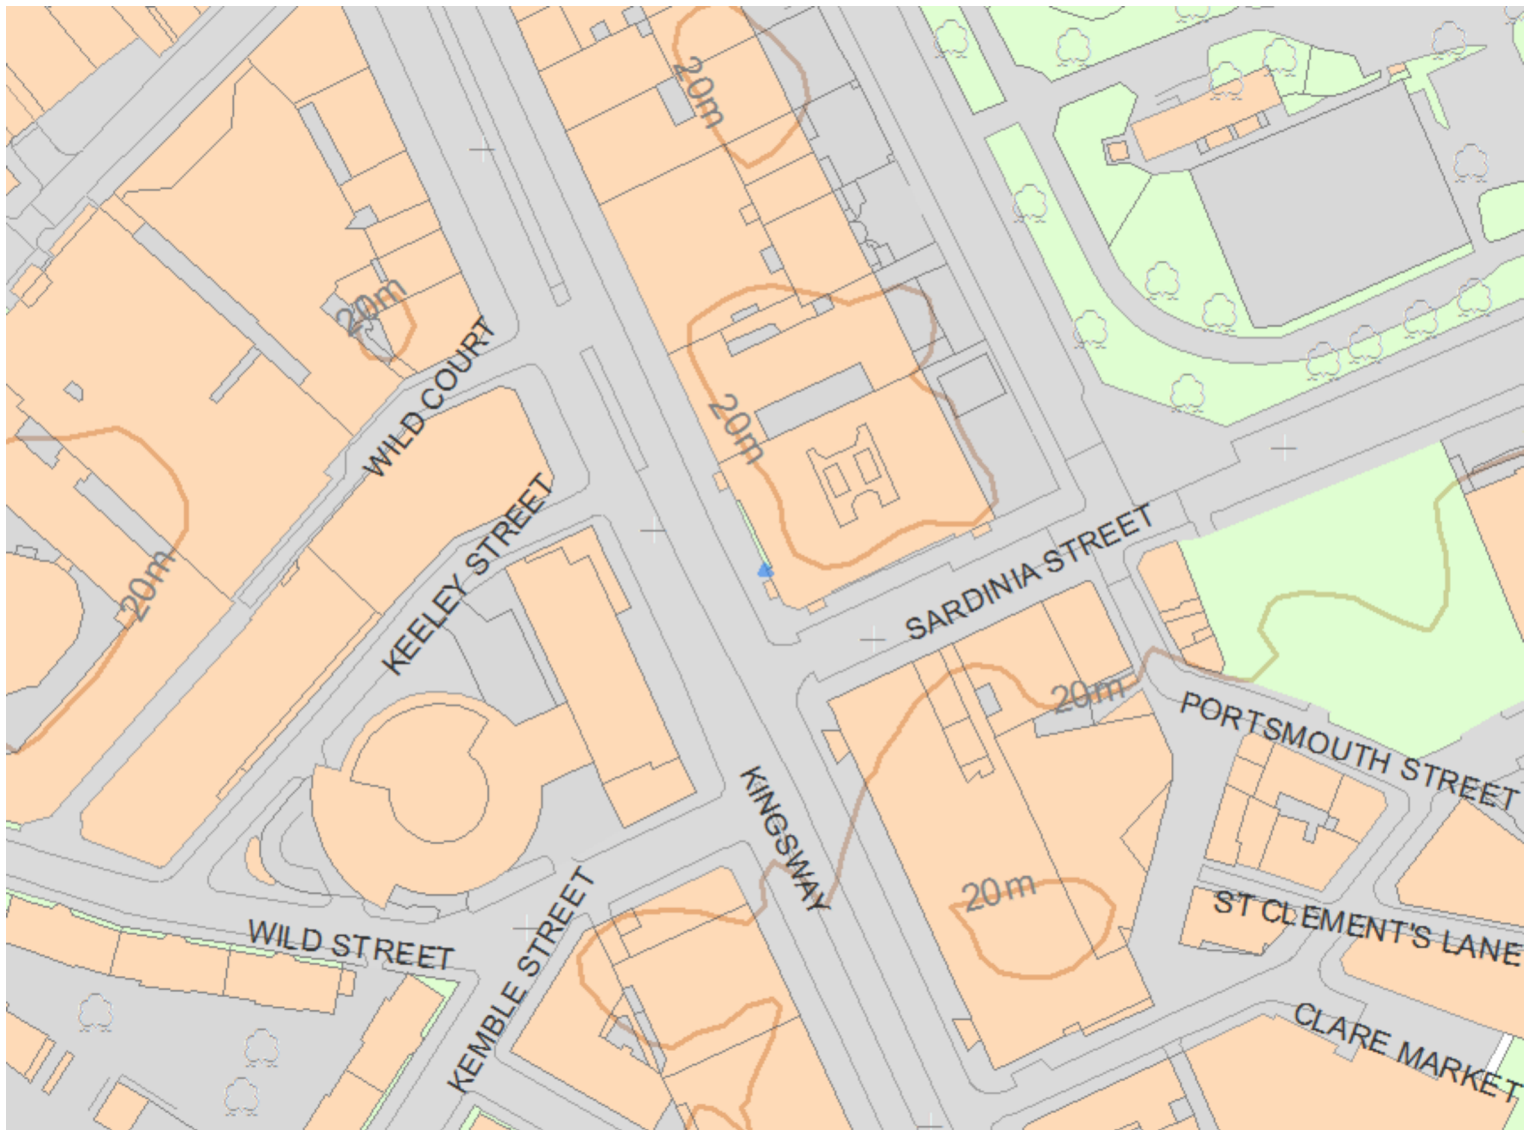 20m
20m
WILD COURT
20m
KEELEY STREET
SARDINIA STREET
20m
20m
PORTSMOUTH STREET
KINGSWAY
20m
ST CLEMENT'S LANE
WILD STREET
KEMBLE STREET
CLARE MARKET